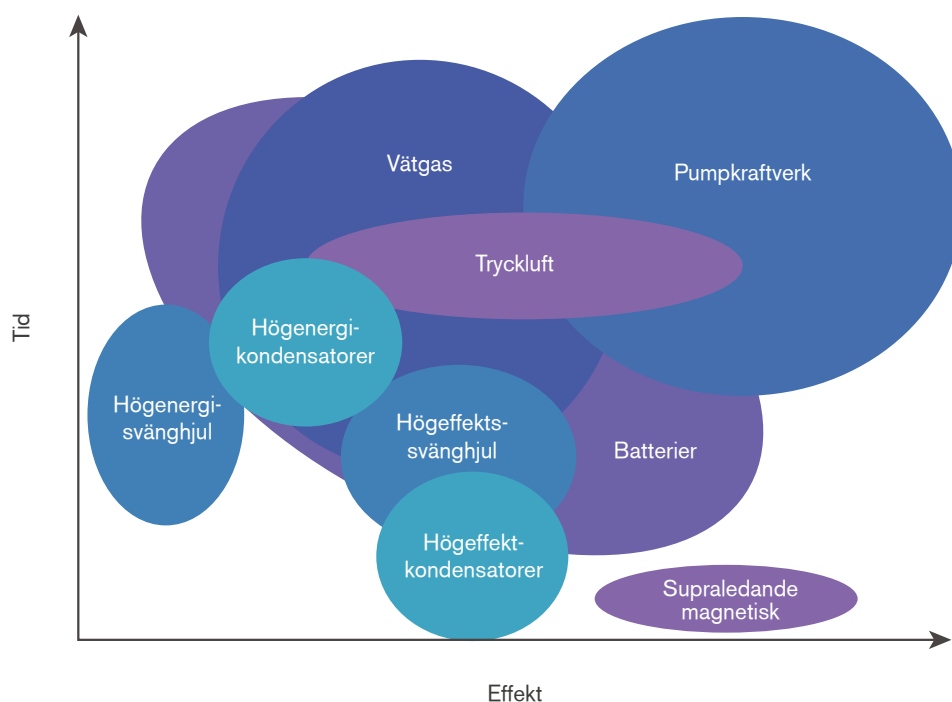 Vätgas
Pumpkraftverk
Tryckluft
Högenergi-
kondensatorer
Tid
Högenergi-
svänghjul
Högeffekts-
svänghjul
Batterier
Högeffekt-
kondensatorer
Supraledande
magnetisk
Effekt